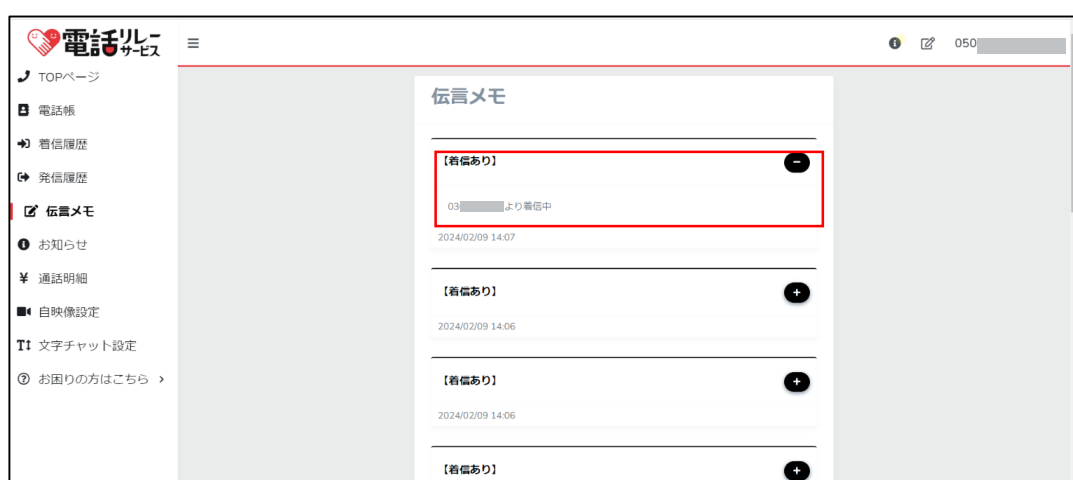 電話リレーサービス
050
TOPページ
電話帳
着信履歴
発信履歴
伝言メモ
お知らせ
通話明細
自映像設定
文字チャット設定
お困りの方はこちら
伝言メモ
【着信あり】
03 より着信中
2024/02/09 14:07
【着信あり】
2024/02/09 14:06
【着信あり】
2024/02/09 14:06
【着信あり】